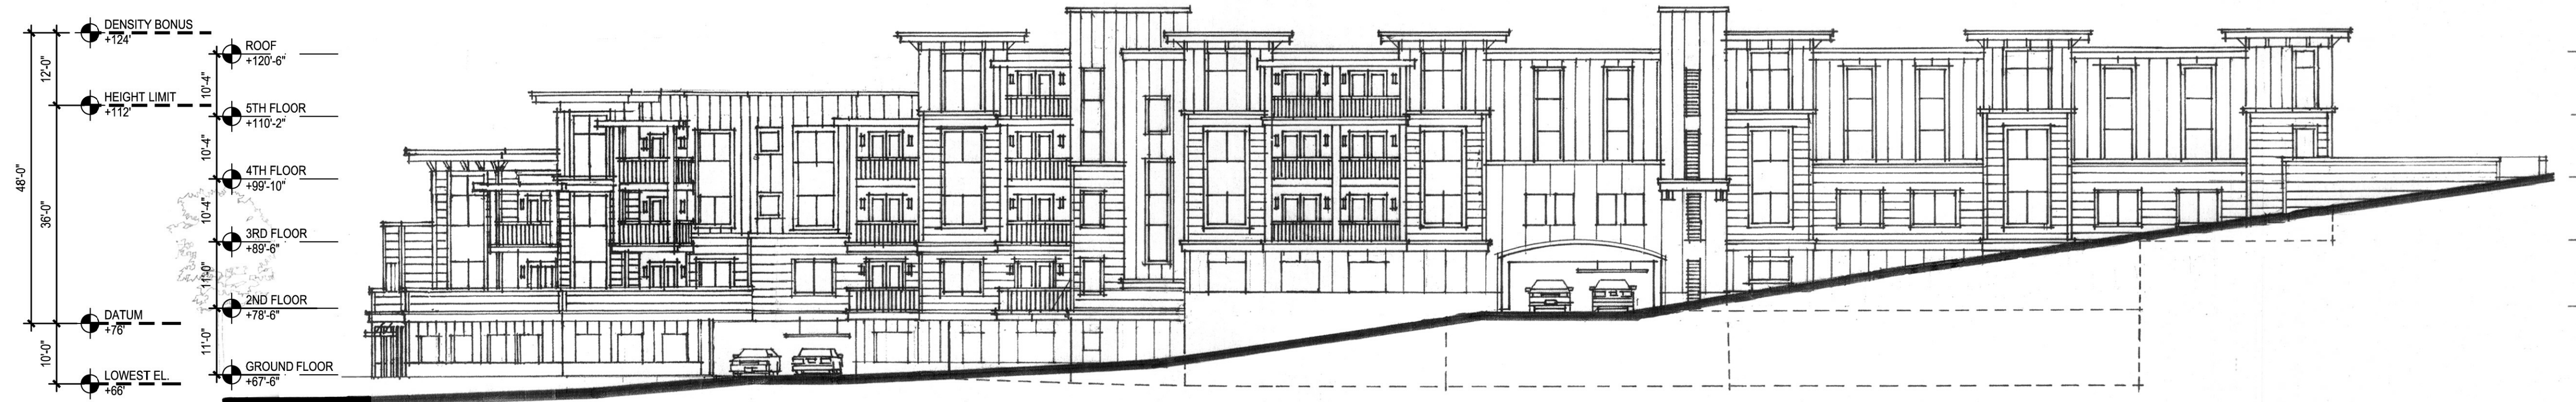 DENSITY BONUS
+124'
ROOF
+120'-6"
12'-0"
10'-4"
HEIGHT LIMIT
+112'
5TH FLOOR
+110'-2"
10'-4"
48'-0"
4TH FLOOR
+99'-10"
36'-0"
10'-4"
3RD FLOOR
+89'-6"
11'-0"
2ND FLOOR
+78'-6"
DATUM
+76'
11'-0"
10'-0"
GROUND FLOOR
+67'-6"
LOWEST EL.
+66'